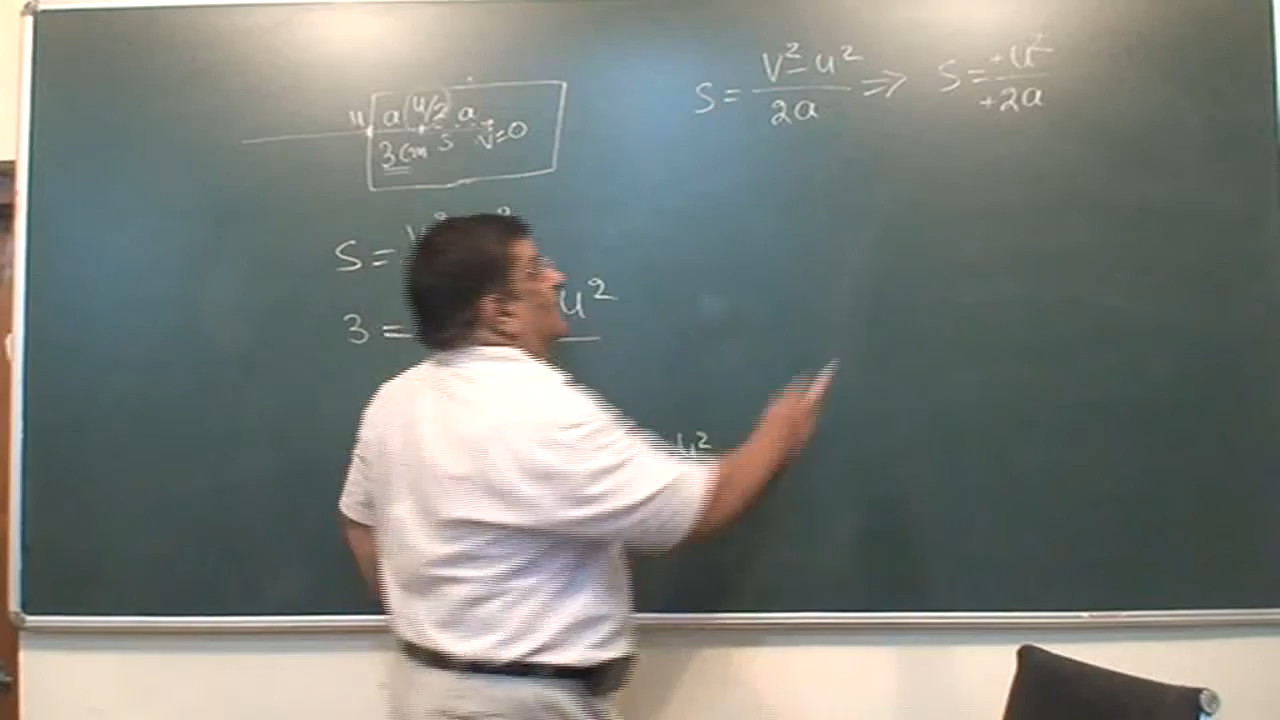 u a u/2 a
3cm S V=0
S = V² - u² / 2a ⇒ S = +u² / +2a
S =
3 = u²
u²